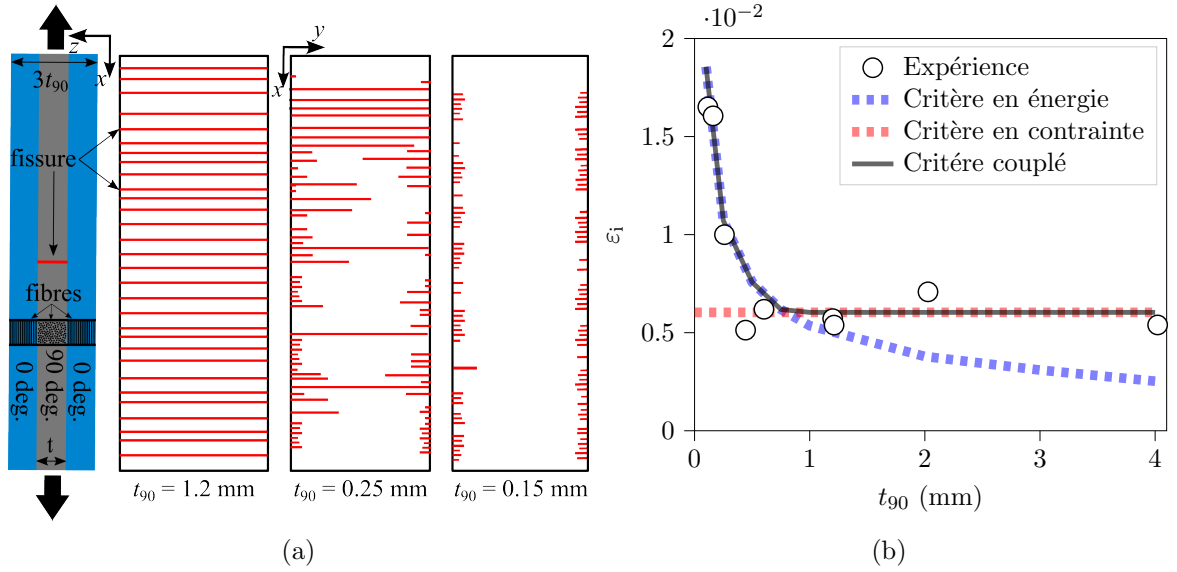 z
x
3t₉₀
fissure
fibres
0 deg.
90 deg.
0 deg.
t
t₉₀ = 1.2 mm
y
x
t₉₀ = 0.25 mm
t₉₀ = 0.15 mm
(a)
·10⁻²
2
1.5
1
0.5
0
εᵢ
0
1
2
3
4
t₉₀ (mm)
Expérience
Critère en énergie
Critère en contrainte
Critére couplé
(b)